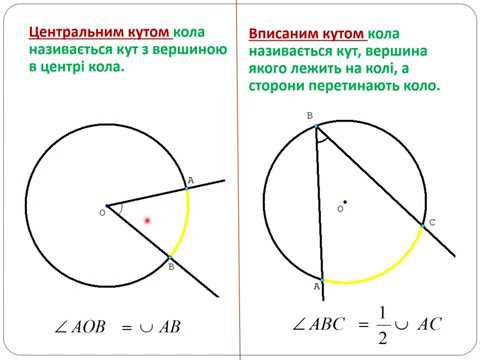 Центральним кутом кола
називається кут з вершиною
в центрі кола.
A
O
B
∠ AOB = ∪ AB
Вписаним кутом кола
називається кут, вершина
якого лежить на колі, а
сторони перетинають коло.
B
O
C
A
∠ ABC = 1/2 ∪ AC